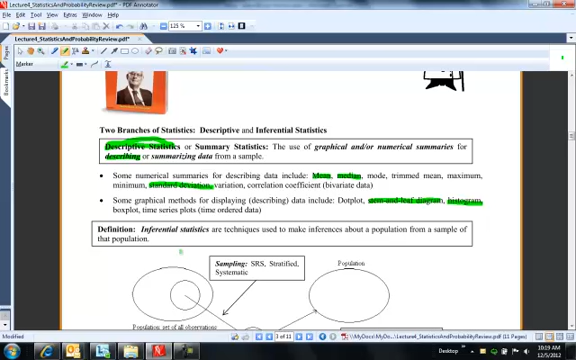 Lecture4_StatisticsAndProbabilityReview.pdf* - PDF Annotator
File Edit View Tools Extras Window Help
125 %
Lecture4_StatisticsAndProbabilityReview.pdf*
Marker
Pages
Two Branches of Statistics: Descriptive and Inferential Statistics
Descriptive Statistics or Summary Statistics: The use of graphical and/or numerical summaries for
describing or summarizing data from a sample.
• Some numerical summaries for describing data include: Mean, median, mode, trimmed mean, maximum,
minimum, standard deviation, variation, correlation coefficient (bivariate data)
• Some graphical methods for displaying (describing) data include: Dotplot, stem-and-leaf diagram, histogram,
boxplot, time series plots (time ordered data)
Definition: Inferential statistics are techniques used to make inferences about a population from a sample of
that population.
Sampling: SRS, Stratified,
Systematic
Population
Population: set of all observations
Modified
3 of 11
Desktop
10:19 AM
12/5/2012